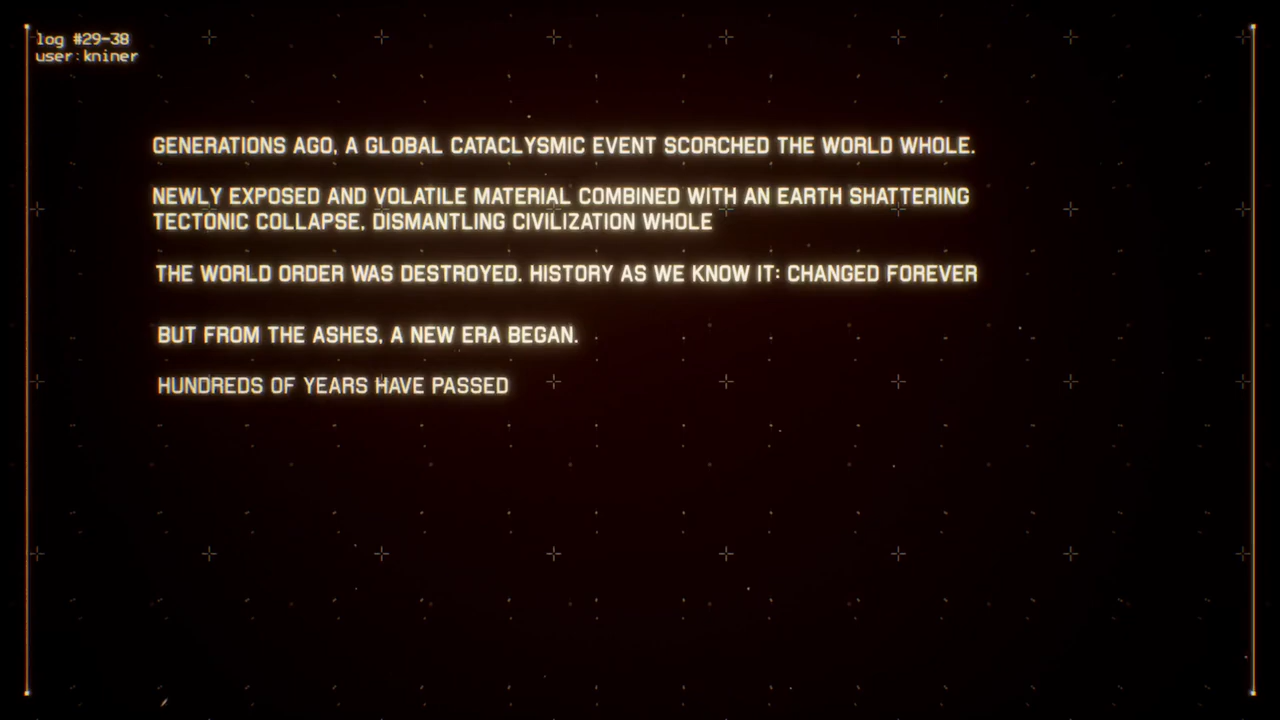 log #29-38
user:kniner
GENERATIONS AGO, A GLOBAL CATACLYSMIC EVENT SCORCHED THE WORLD WHOLE.
NEWLY EXPOSED AND VOLATILE MATERIAL COMBINED WITH AN EARTH SHATTERING
TECTONIC COLLAPSE, DISMANTLING CIVILIZATION WHOLE
THE WORLD ORDER WAS DESTROYED. HISTORY AS WE KNOW IT: CHANGED FOREVER
BUT FROM THE ASHES, A NEW ERA BEGAN.
HUNDREDS OF YEARS HAVE PASSED